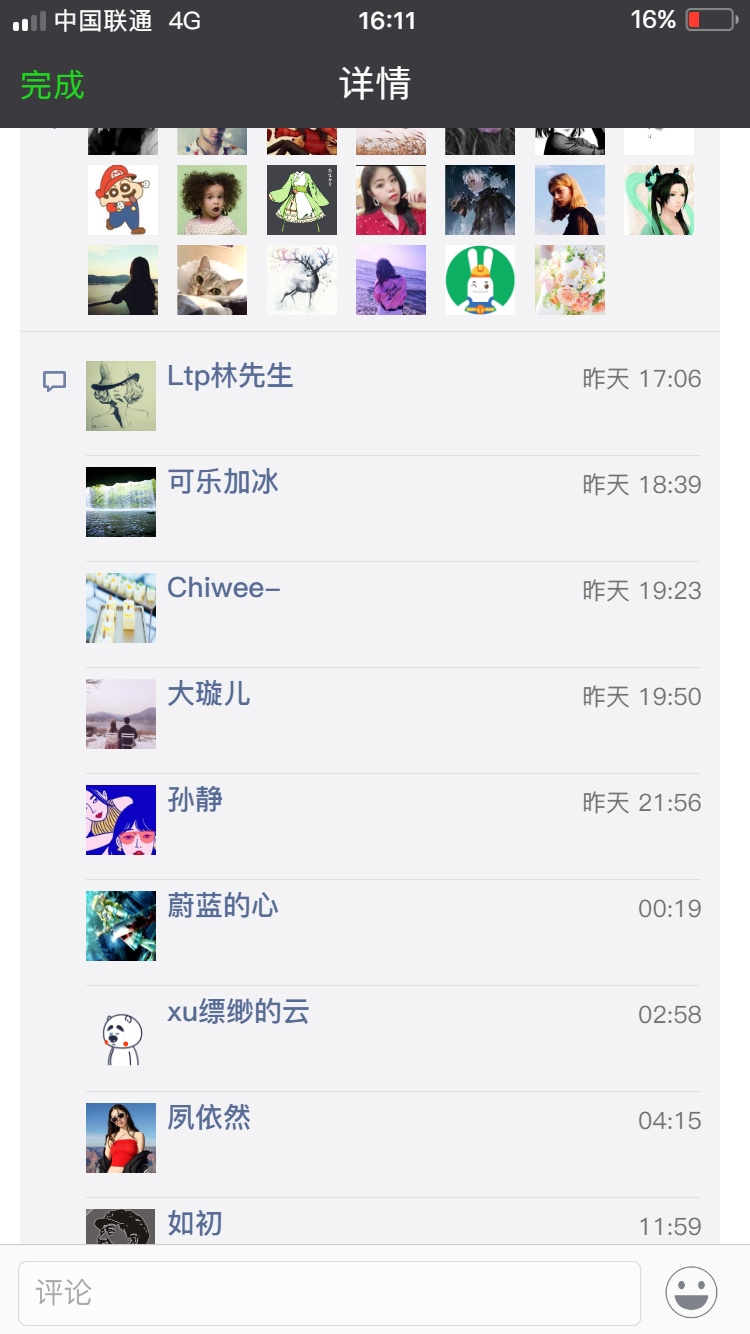 中国联通 4G 16:11 16%
完成 详情
Ltp林先生 昨天 17:06
可乐加冰 昨天 18:39
Chiwee– 昨天 19:23
大璇儿 昨天 19:50
孙静 昨天 21:56
蔚蓝的心 00:19
xu缥缈的云 02:58
夙依然 04:15
如初 11:59
评论